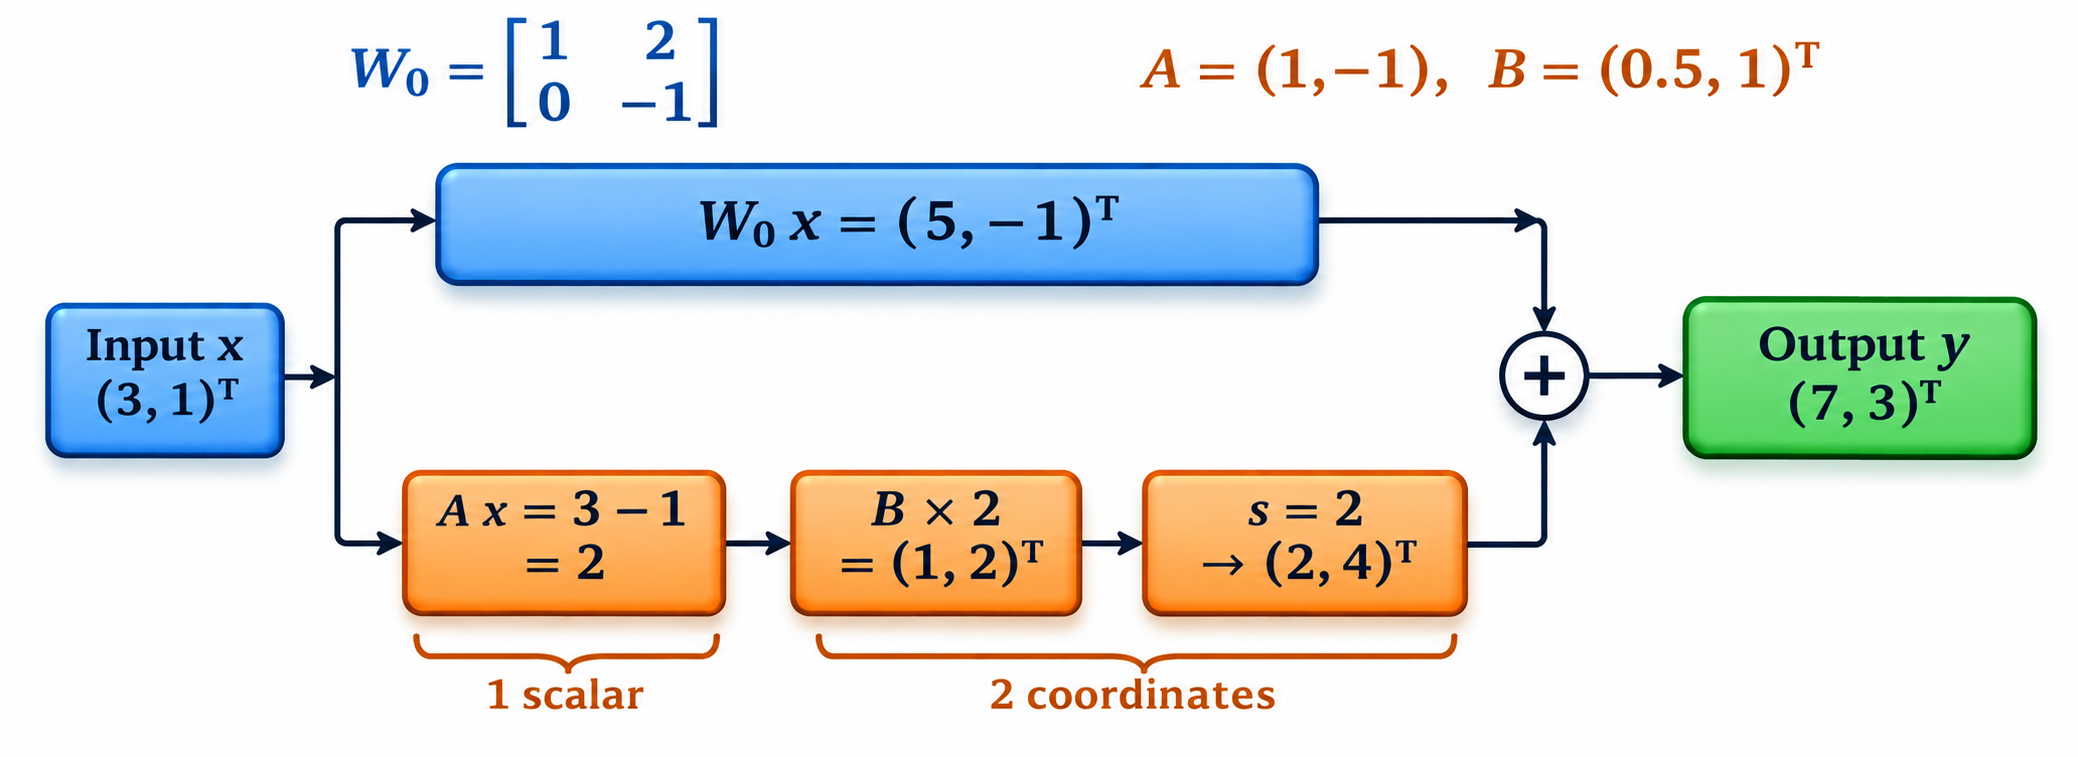 W₀ = [1 2
0 −1]
A = (1,−1), B = (0.5, 1)ᵀ
W₀ x = (5, −1)ᵀ
Input x
(3, 1)ᵀ
+
Output y
(7, 3)ᵀ
A x = 3 − 1
= 2
B × 2
= (1, 2)ᵀ
s = 2
→ (2, 4)ᵀ
1 scalar
2 coordinates